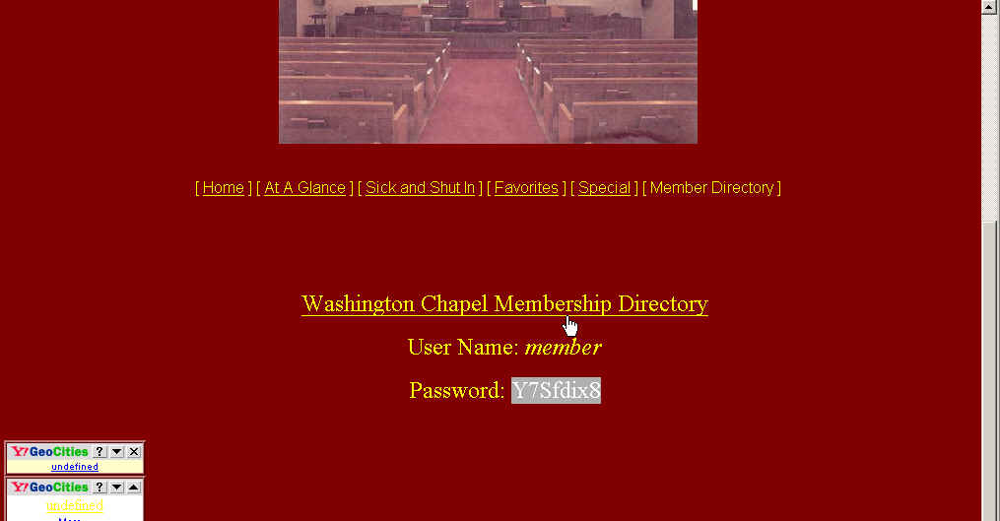 [ Home ] [ At A Glance ] [ Sick and Shut In ] [ Favorites ] [ Special ] [ Member Directory ]
Washington Chapel Membership Directory
User Name: member
Password: Y7Sfdix8
Y! GeoCities ?
undefined
Y! GeoCities ?
undefined
More